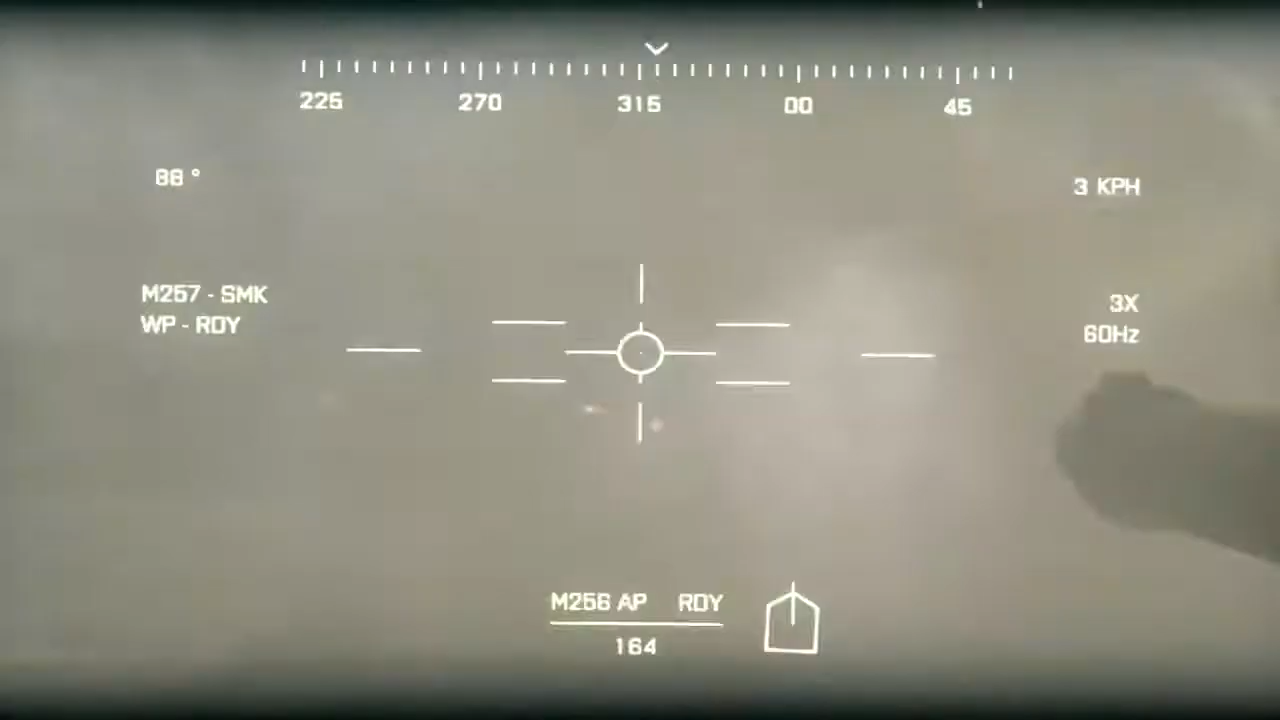 225 270 315 00 45
88 °
3 KPH
M257 - SMK
WP - RDY
3X
60Hz
M256 AP RDY
164